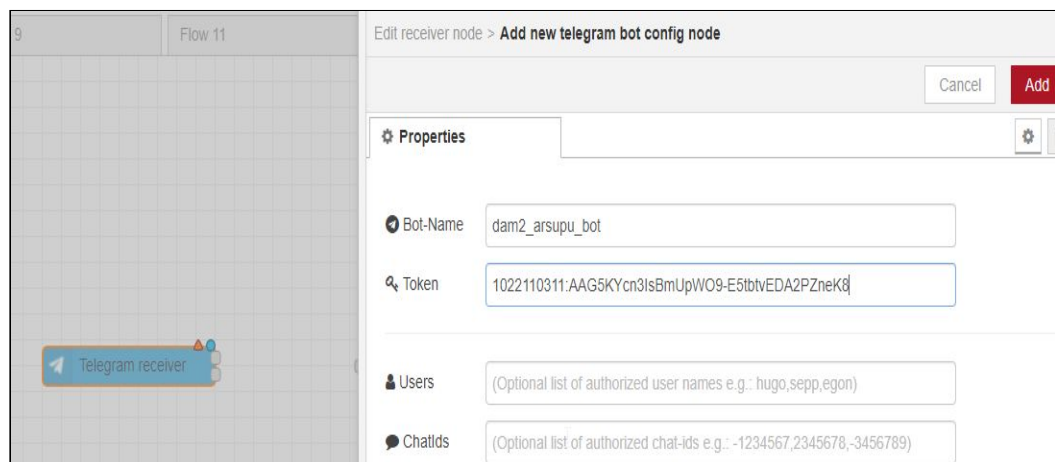 9
Flow 11
Edit receiver node > Add new telegram bot config node
Cancel
Add
Properties
Bot-Name
dam2_arsupu_bot
Token
1022110311:AAG5KYcn3IsBmUpWO9-E5tbtvEDA2PZneK8
Telegram receiver
Users
(Optional list of authorized user names e.g.: hugo,sepp,egon)
ChatIds
(Optional list of authorized chat-ids e.g.: -1234567,2345678,-3456789)